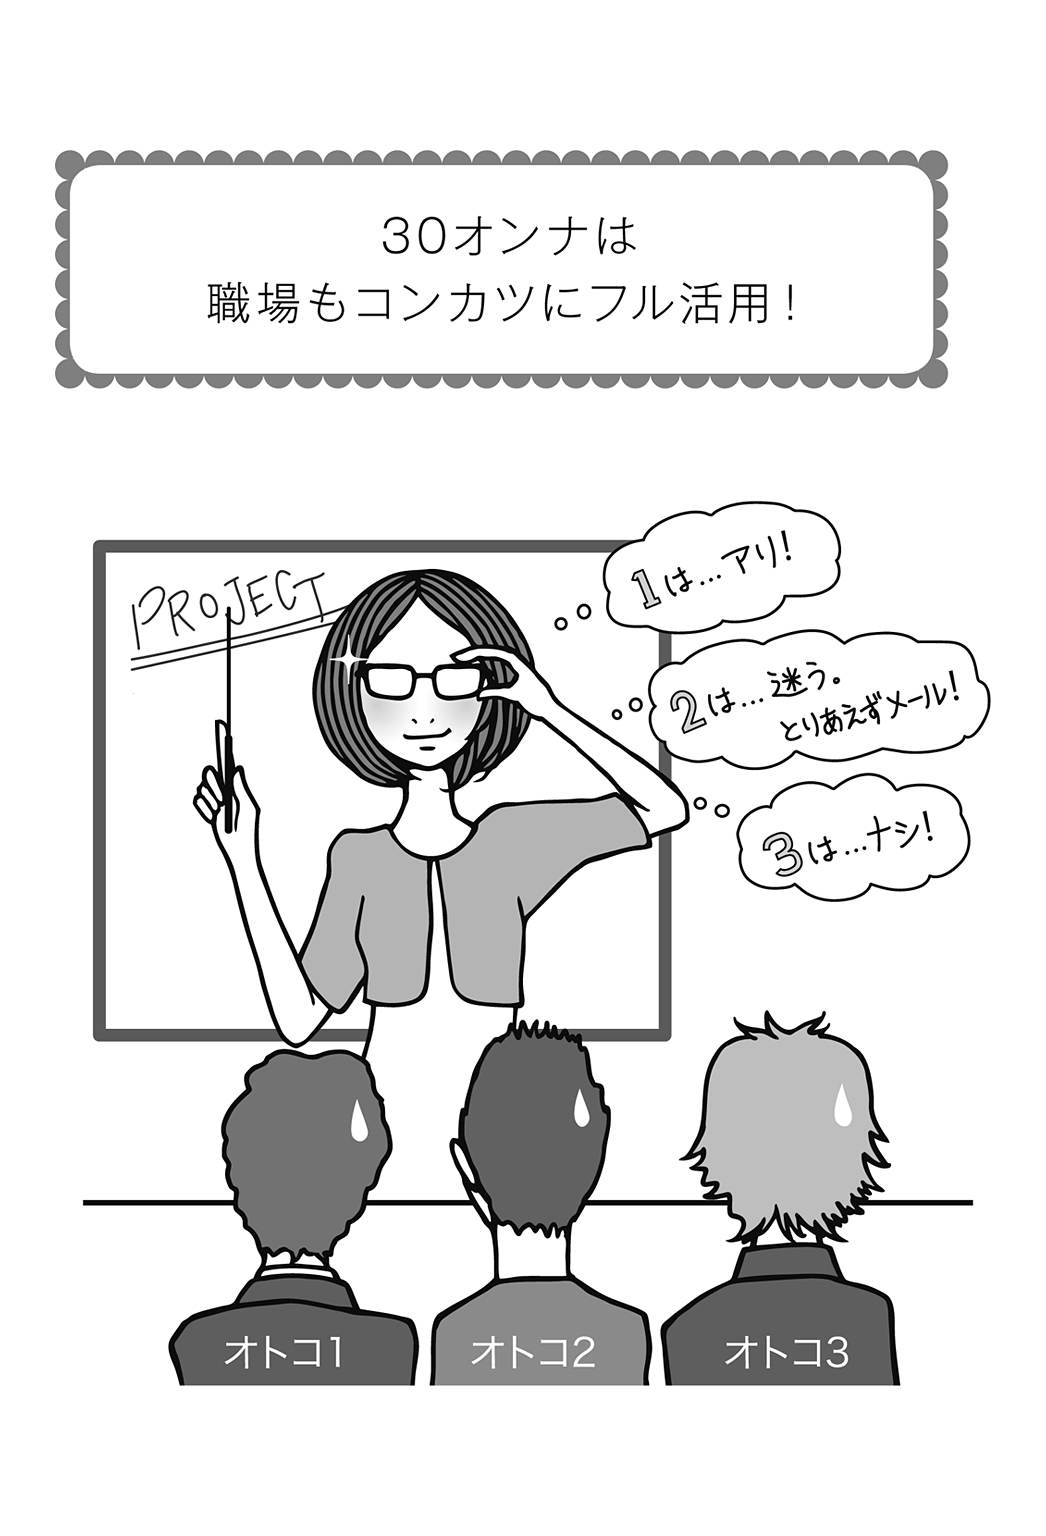 30オンナは
職場もコンカツにフル活用!
PROJECT
1は…アリ!
2は…迷う。
とりあえずメール!
3は…ナシ!
オトコ1
オトコ2
オトコ3